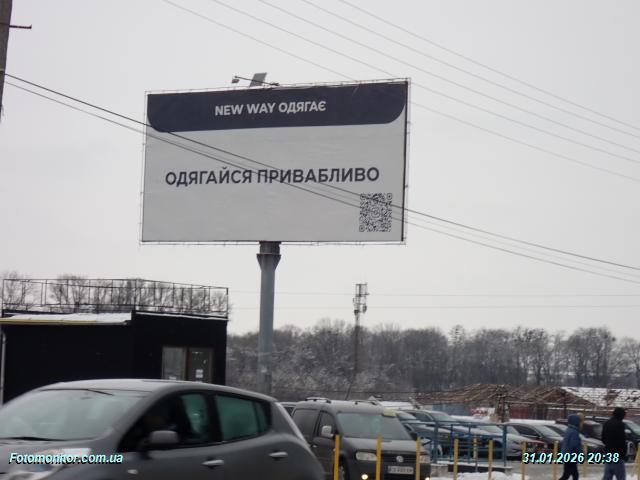 NEW WAY ОДЯГАЄ
ОДЯГАЙСЯ ПРИВАБЛИВО
Fotomonitor.com.ua
31.01.2026 20:38